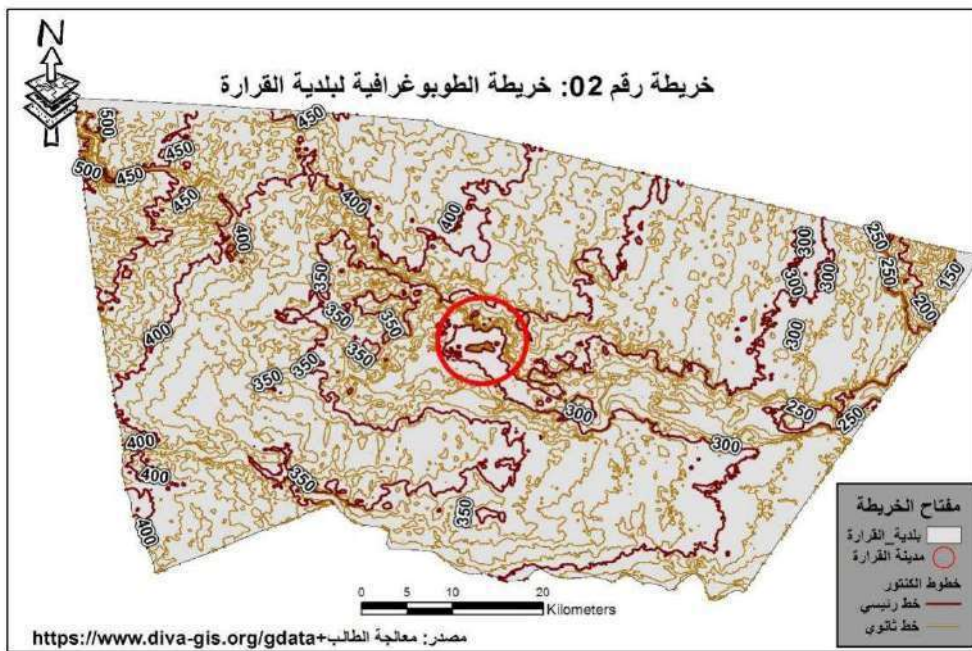 N
خريطة رقم 02: خريطة الطوبوغرافية لبلدية القرارة
500
450
450
500
450
450
400
400
400
350
350
350
350
350
400
300
300
300
300
250
250
200
150
300
300
250
250
400
400
400
350
350
مفتاح الخريطة
بلدية_القرارة
مدينة القرارة
خطوط الكنتور
خط رئيسي
خط ثانوي
0 5 10 20
Kilometers
مصدر: معالجة الطالب+https://www.diva-gis.org/gdata